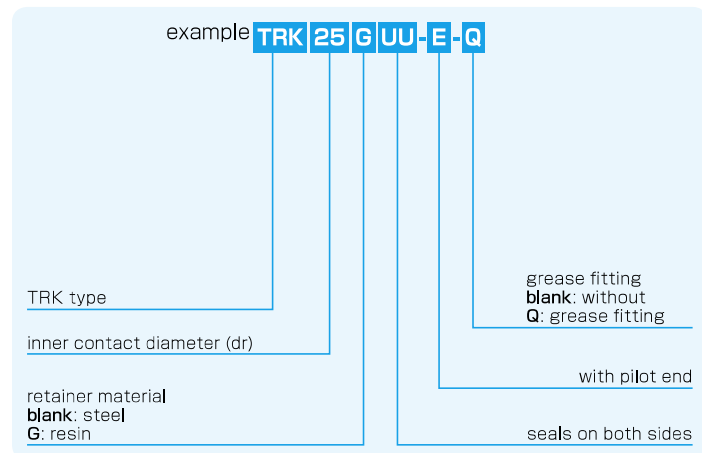 example TRK 25 G UU-E-Q
TRK type
inner contact diameter (dr)
retainer material
blank: steel
G: resin
grease fitting
blank: without
Q: grease fitting
with pilot end
seals on both sides